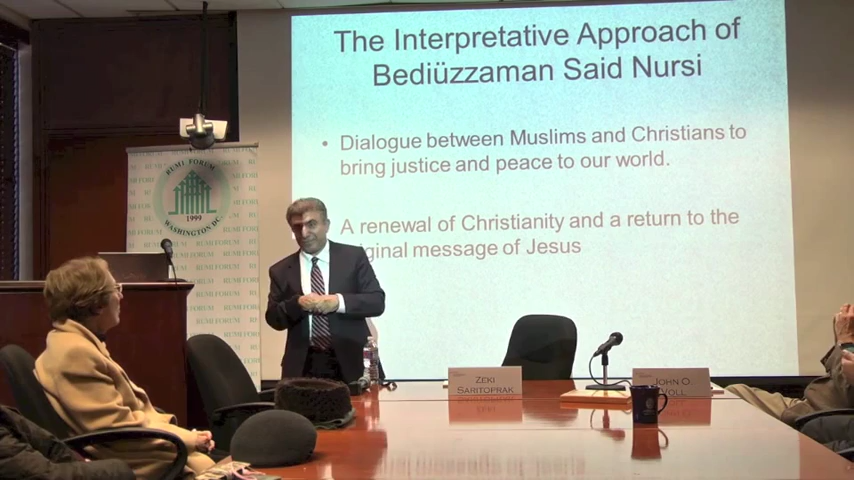 The Interpretative Approach of
Bediüzzaman Said Nursi
• Dialogue between Muslims and Christians to
bring justice and peace to our world.
A renewal of Christianity and a return to the
ginal message of Jesus
RUMI FORUM
1999
WASHINGTON DC
ZEKI
SARITOPRAK
JOHN O.
VOLL